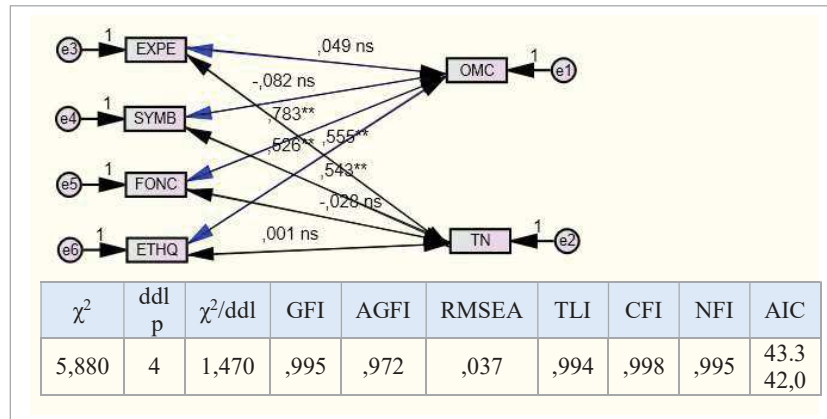 e3 1 EXPE ,049 ns OMC 1 e1
-,082 ns
e4 1 SYMB ,783**
,526** ,555**
e5 1 FONC ,543**
-,028 ns
e6 1 ETHQ ,001 ns TN 1 e2
χ² ddl p χ²/ddl GFI AGFI RMSEA TLI CFI NFI AIC
5,880 4 1,470 ,995 ,972 ,037 ,994 ,998 ,995 43.3 42,0